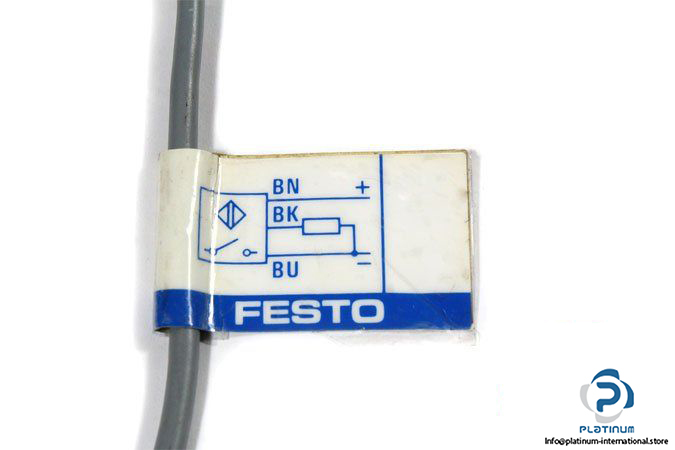 BN +
BK
BU −
FESTO
PLATINUM
Info@platinum-international.store